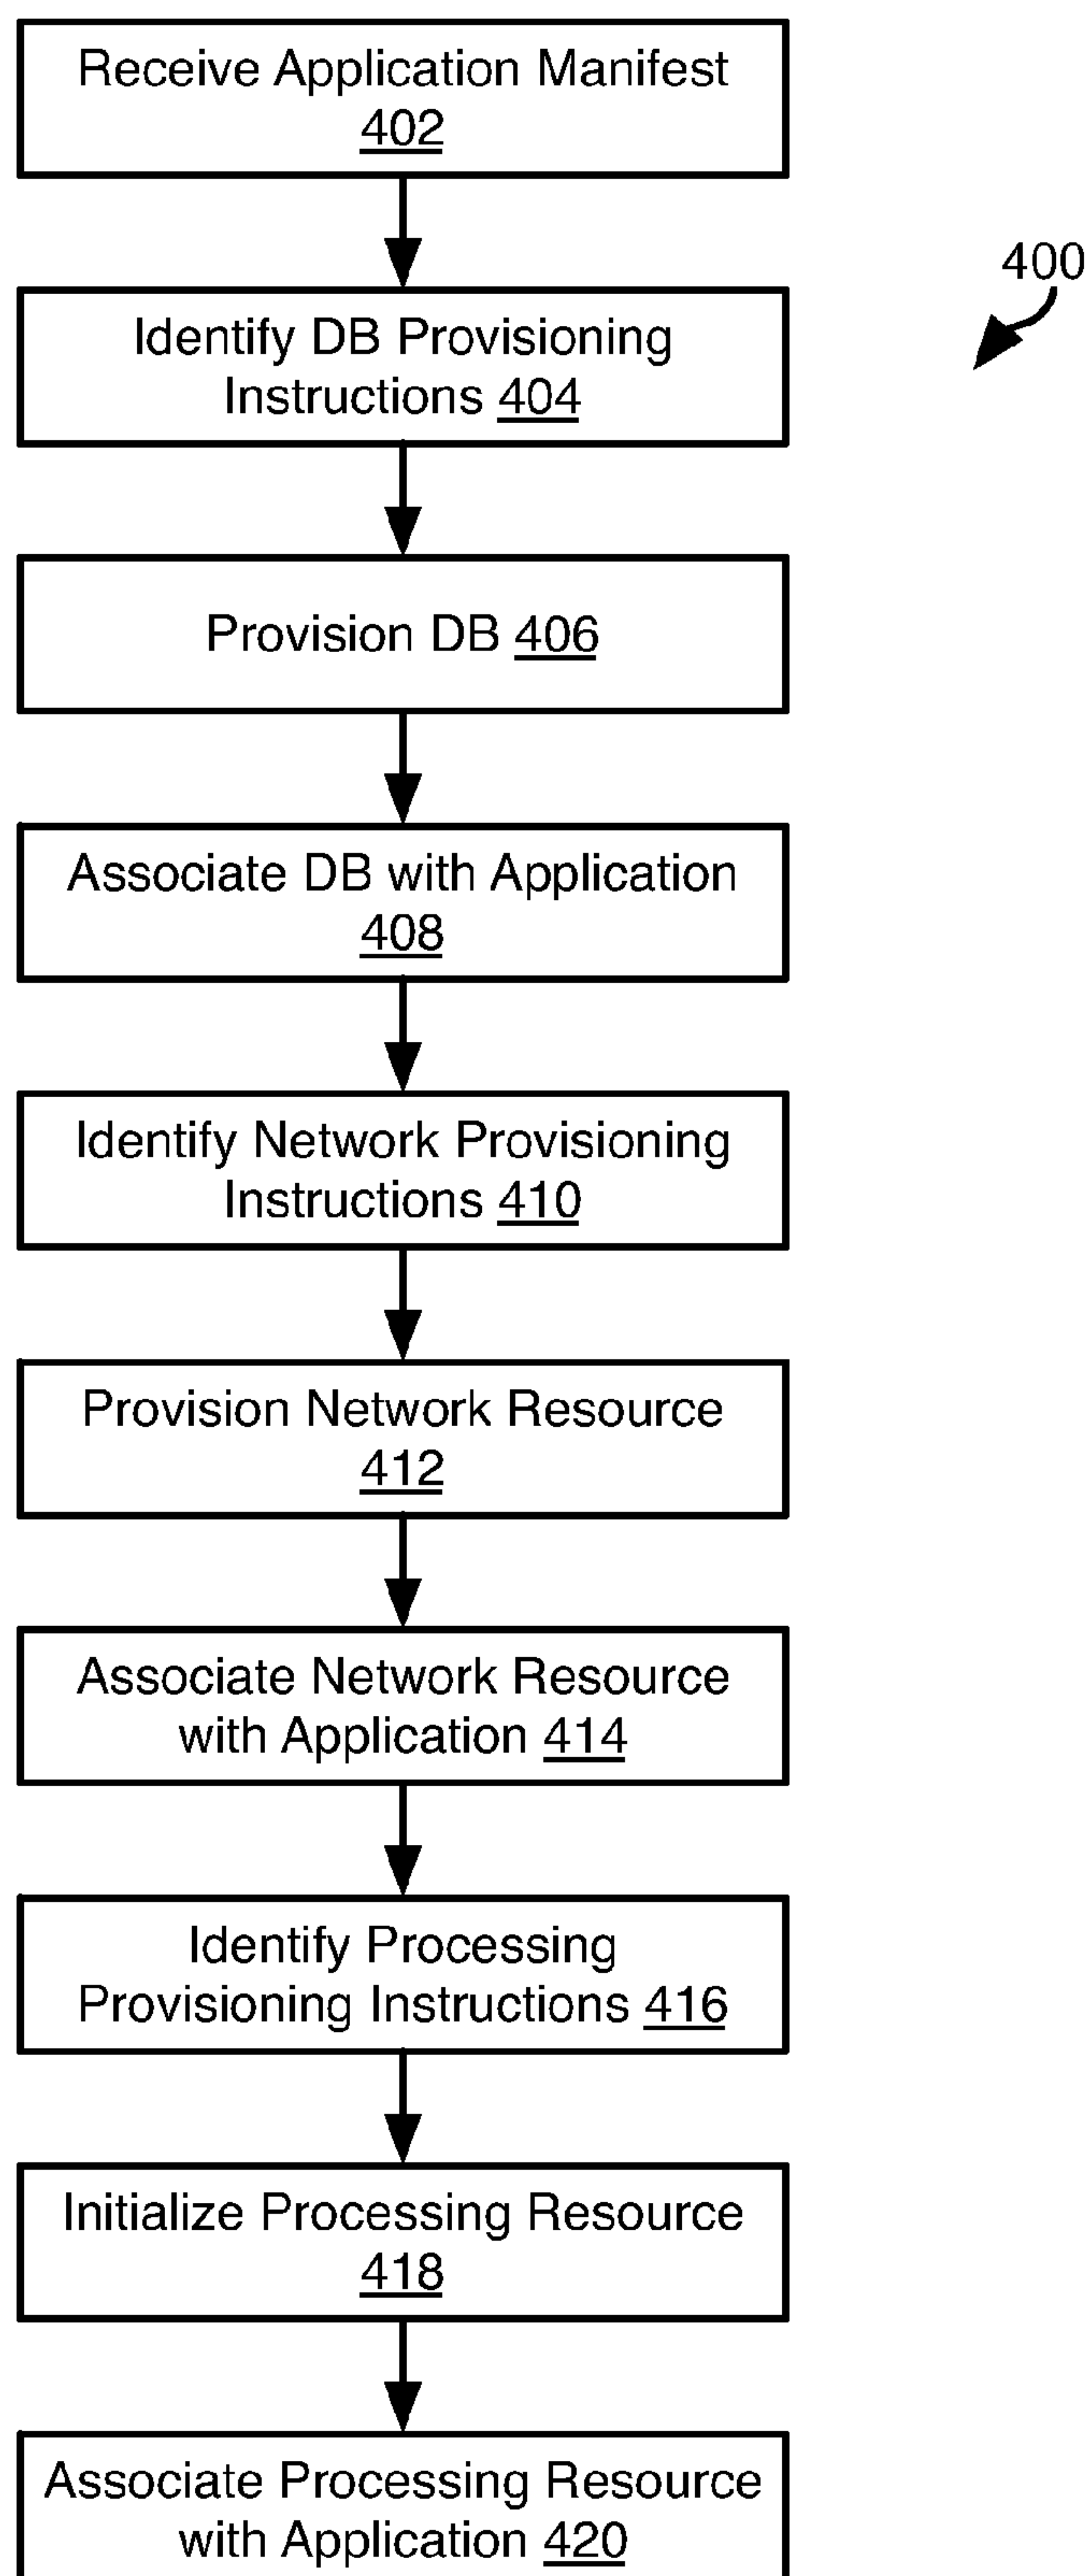 Receive Application Manifest
402
400
Identify DB Provisioning
Instructions 404
Provision DB 406
Associate DB with Application
408
Identify Network Provisioning
Instructions 410
Provision Network Resource
412
Associate Network Resource
with Application 414
Identify Processing
Provisioning Instructions 416
Initialize Processing Resource
418
Associate Processing Resource
with Application 420